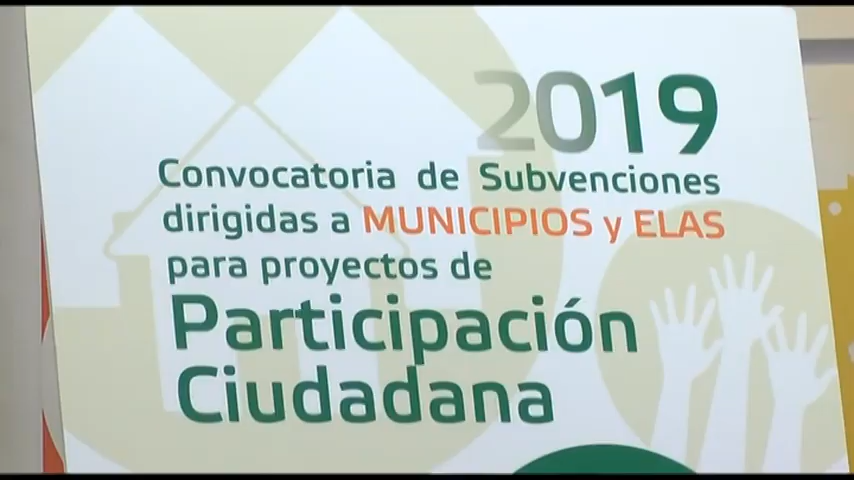 2019
Convocatoria de Subvenciones
dirigidas a MUNICIPIOS y ELAS
para proyectos de
Participación
Ciudadana